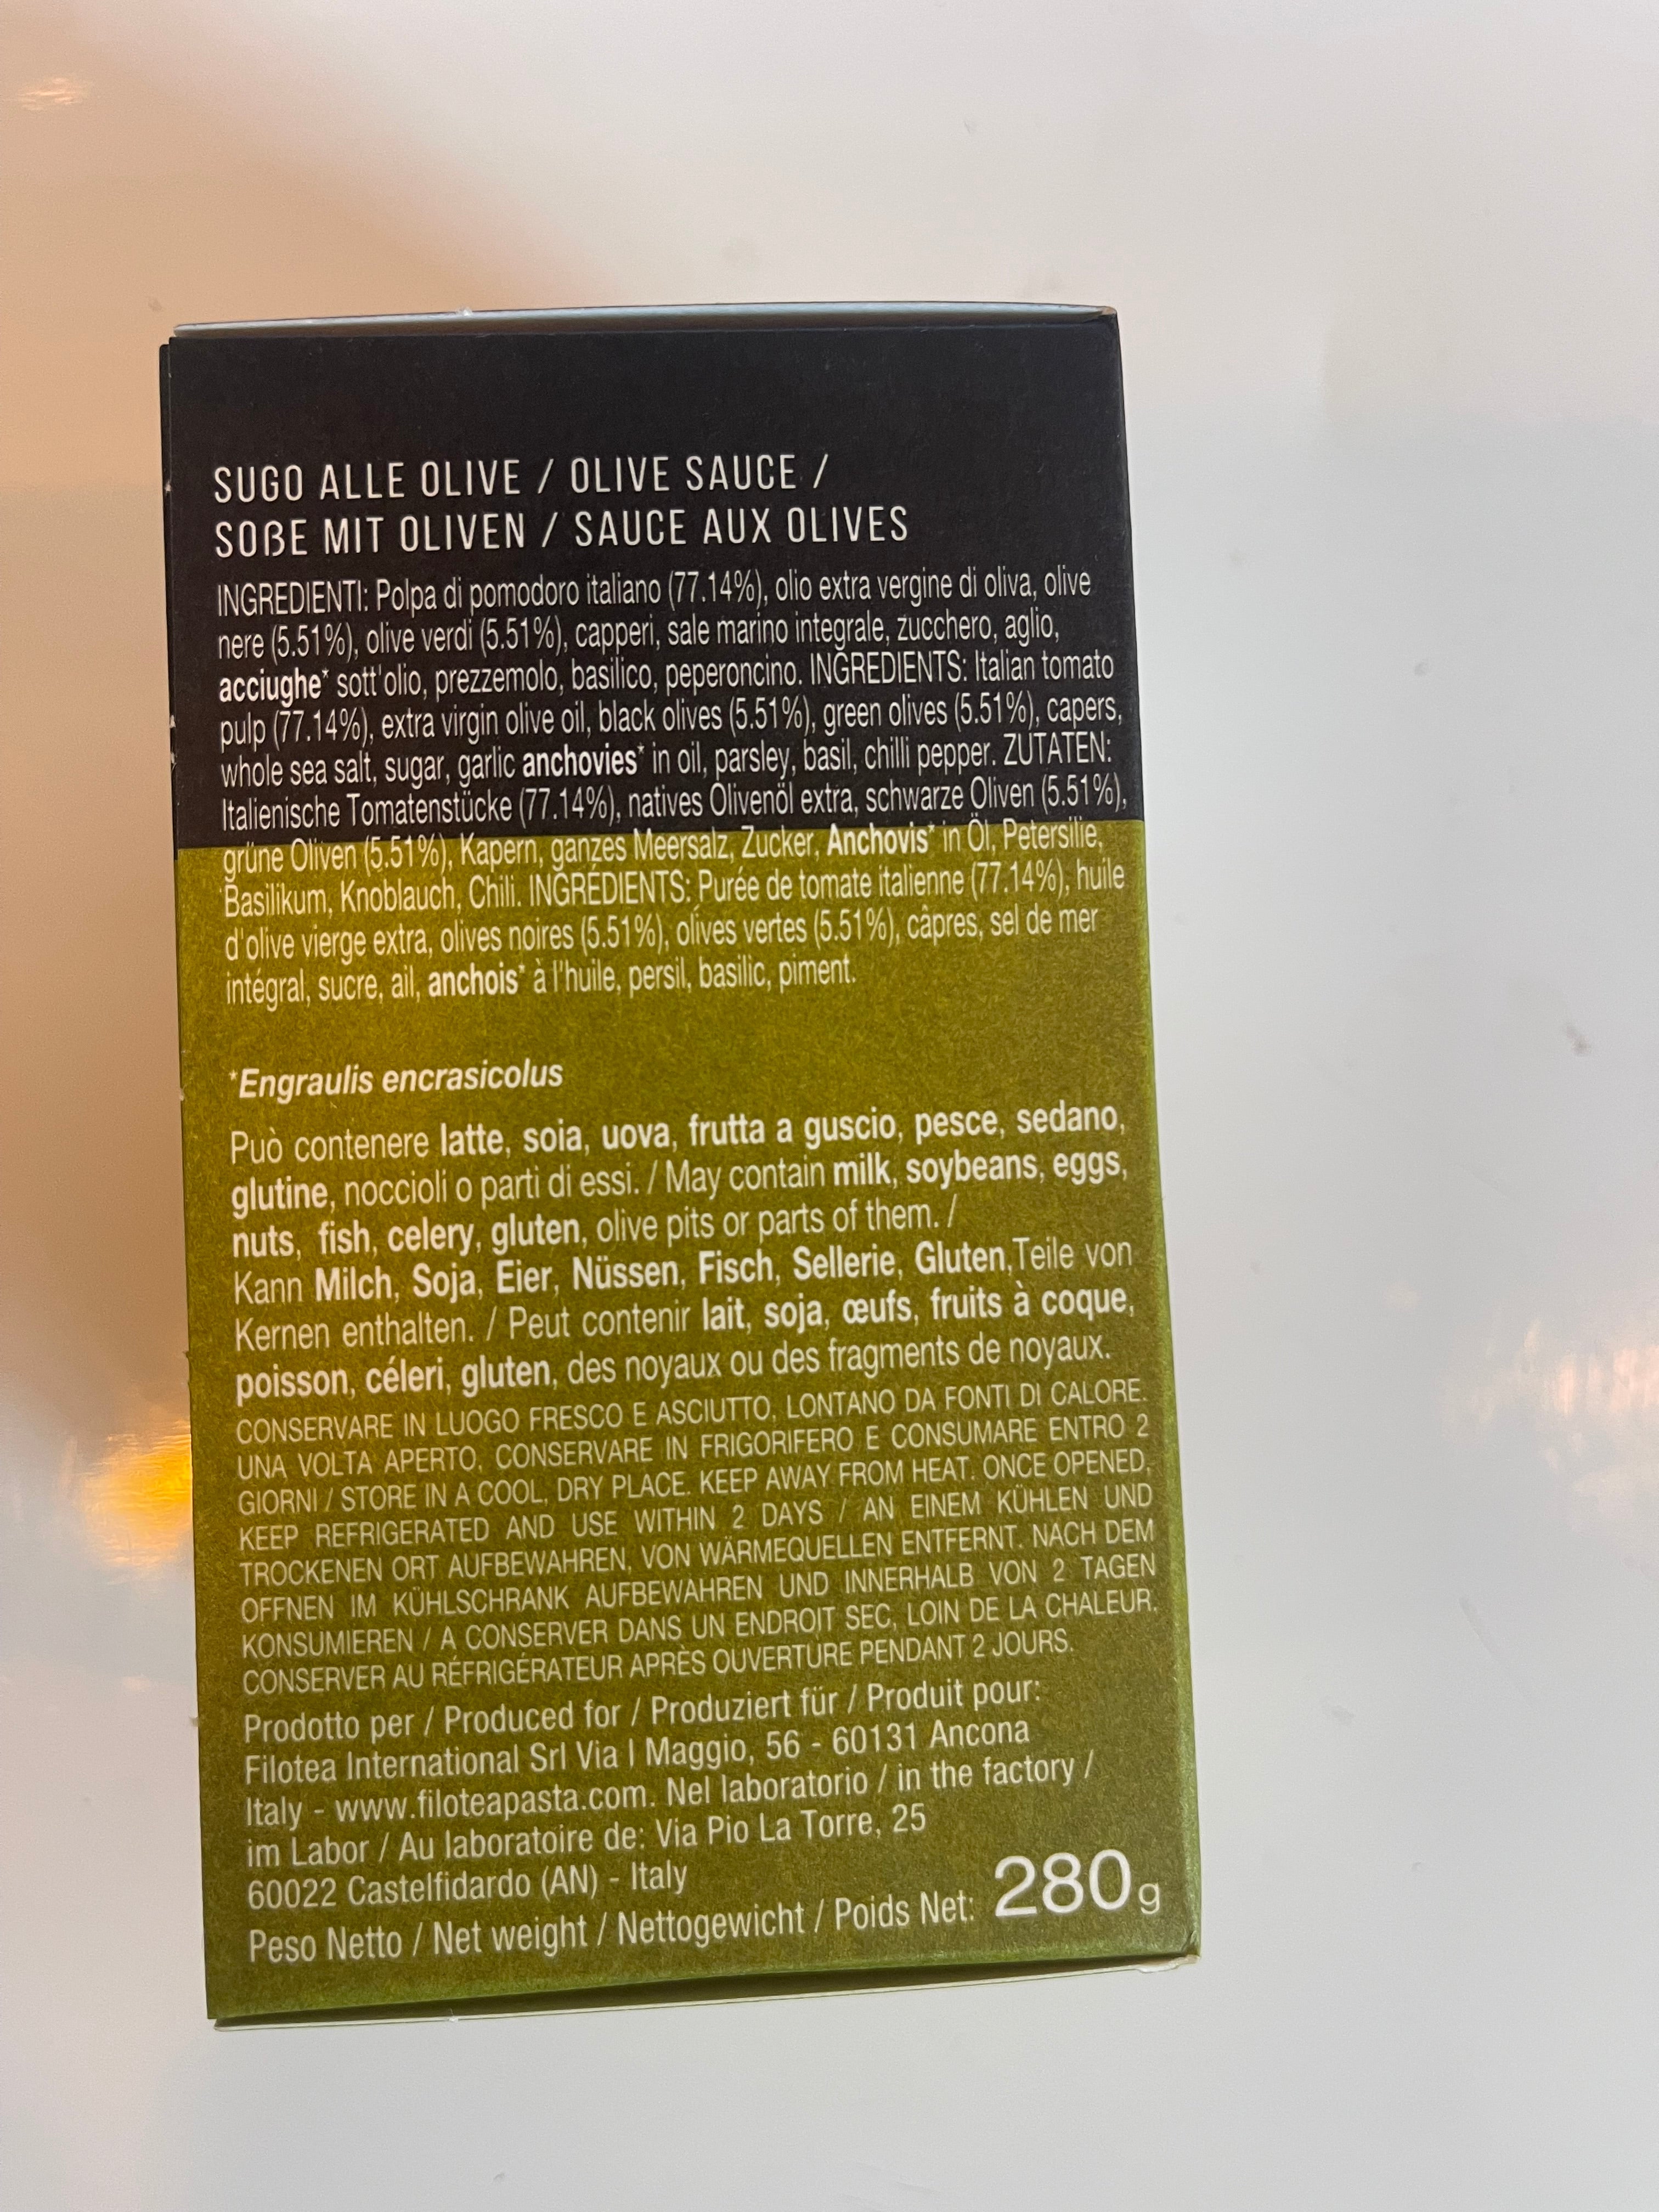 SUGO ALLE OLIVE / OLIVE SAUCE /
SOßE MIT OLIVEN / SAUCE AUX OLIVES
INGREDIENTI: Polpa di pomodoro italiano (77.14%), olio extra vergine di oliva, olive
nere (5.51%), olive verdi (5.51%), capperi, sale marino integrale, zucchero, aglio,
acciughe* sott'olio, prezzemolo, basilico, peperoncino. INGREDIENTS: Italian tomato
pulp (77.14%), extra virgin olive oil, black olives (5.51%), green olives (5.51%), capers,
whole sea salt, sugar, garlic anchovies* in oil, parsley, basil, chilli pepper. ZUTATEN:
Italienische Tomatenstücke (77.14%), natives Olivenöl extra, schwarze Oliven (5.51%),
grüne Oliven (5.51%), Kapern, ganzes Meersalz, Zucker, Anchovis* in Öl, Petersilie,
Basilikum, Knoblauch, Chili. INGRÉDIENTS: Purée de tomate italienne (77.14%), huile
d'olive vierge extra, olives noires (5.51%), olives vertes (5.51%), câpres, sel de mer
intégral, sucre, ail, anchois* à l'huile, persil, basilic, piment.
*Engraulis encrasicolus
Può contenere latte, soia, uova, frutta a guscio, pesce, sedano,
glutine, noccioli o parti di essi. / May contain milk, soybeans, eggs,
nuts, fish, celery, gluten, olive pits or parts of them. /
Kann Milch, Soja, Eier, Nüssen, Fisch, Sellerie, Gluten,Teile von
Kernen enthalten. / Peut contenir lait, soja, œufs, fruits à coque,
poisson, céleri, gluten, des noyaux ou des fragments de noyaux.
CONSERVARE IN LUOGO FRESCO E ASCIUTTO, LONTANO DA FONTI DI CALORE.
UNA VOLTA APERTO, CONSERVARE IN FRIGORIFERO E CONSUMARE ENTRO 2
GIORNI / STORE IN A COOL, DRY PLACE. KEEP AWAY FROM HEAT. ONCE OPENED,
KEEP REFRIGERATED AND USE WITHIN 2 DAYS / AN EINEM KÜHLEN UND
TROCKENEN ORT AUFBEWAHREN, VON WÄRMEQUELLEN ENTFERNT. NACH DEM
OFFNEN IM KÜHLSCHRANK AUFBEWAHREN UND INNERHALB VON 2 TAGEN
KONSUMIEREN / A CONSERVER DANS UN ENDROIT SEC, LOIN DE LA CHALEUR.
CONSERVER AU RÉFRIGÉRATEUR APRÈS OUVERTURE PENDANT 2 JOURS.
Prodotto per / Produced for / Produziert für / Produit pour:
Filotea International Srl Via I Maggio, 56 - 60131 Ancona
Italy - www.filoteapasta.com. Nel laboratorio / in the factory /
im Labor / Au laboratoire de: Via Pio La Torre, 25
60022 Castelfidardo (AN) - Italy
Peso Netto / Net weight / Nettogewicht / Poids Net: 280g